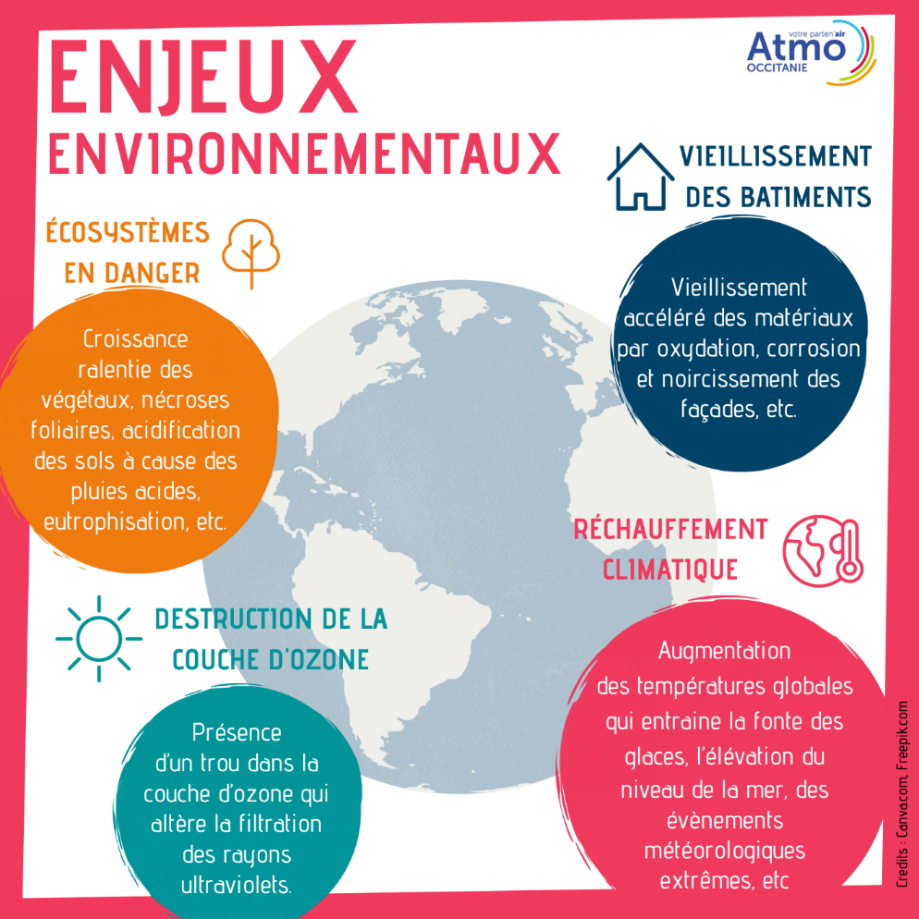 ENJEUX
ENVIRONNEMENTAUX
votre parten'air
Atmo
OCCITANIE
ÉCOSYSTÈMES
EN DANGER
Croissance
ralentie des
végétaux, nécroses
foliaires, acidification
des sols à cause des
pluies acides,
eutrophisation, etc.
VIEILLISSEMENT
DES BATIMENTS
Vieillissement
accéléré des matériaux
par oxydation, corrosion
et noircissement des
façades, etc.
DESTRUCTION DE LA
COUCHE D'OZONE
Présence
d'un trou dans la
couche d'ozone qui
altère la filtration
des rayons
ultraviolets.
RÉCHAUFFEMENT
CLIMATIQUE
Augmentation
des températures globales
qui entraine la fonte des
glaces, l'élévation du
niveau de la mer, des
évènements
météorologiques
extrêmes, etc
Credits : Canva.com, Freepik.com